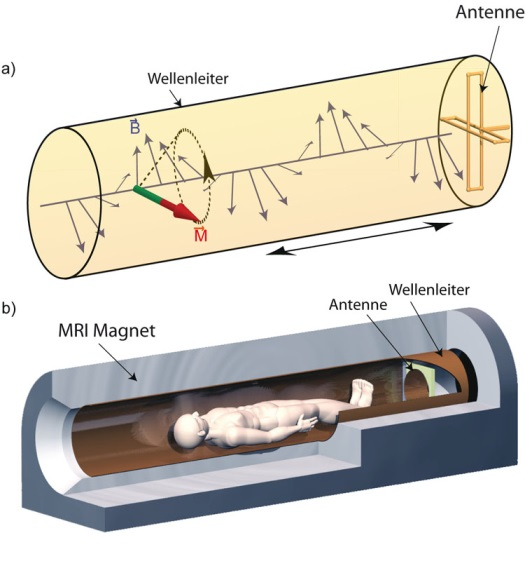 Antenne
a)
Wellenleiter
B
M
b)
Wellenleiter
Antenne
MRI Magnet